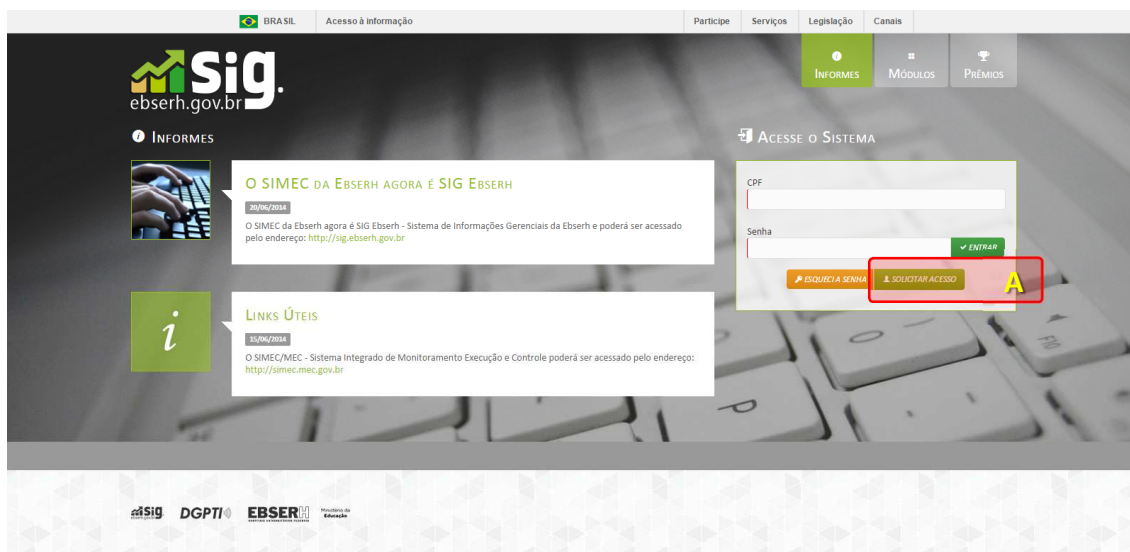 BRASIL Acesso à informação Participe Serviços Legislação Canais
Sig.
ebserh.gov.br
Informes Módulos Prêmios
Informes
Acesse o Sistema
O SIMEC da Ebserh agora é SIG Ebserh
20/06/2014
O SIMEC da Ebserh agora é SIG Ebserh - Sistema de Informações Gerenciais da Ebserh e poderá ser acessado
pelo endereço: http://sig.ebserh.gov.br
CPF
Senha
ENTRAR
ESQUECI A SENHA SOLICITAR ACESSO A
i
Links Úteis
15/06/2014
O SIMEC/MEC - Sistema Integrado de Monitoramento Execução e Controle poderá ser acessado pelo endereço:
http://simec.mec.gov.br
F10
Sig. DGPTI EBSERH Ministério da
Educação